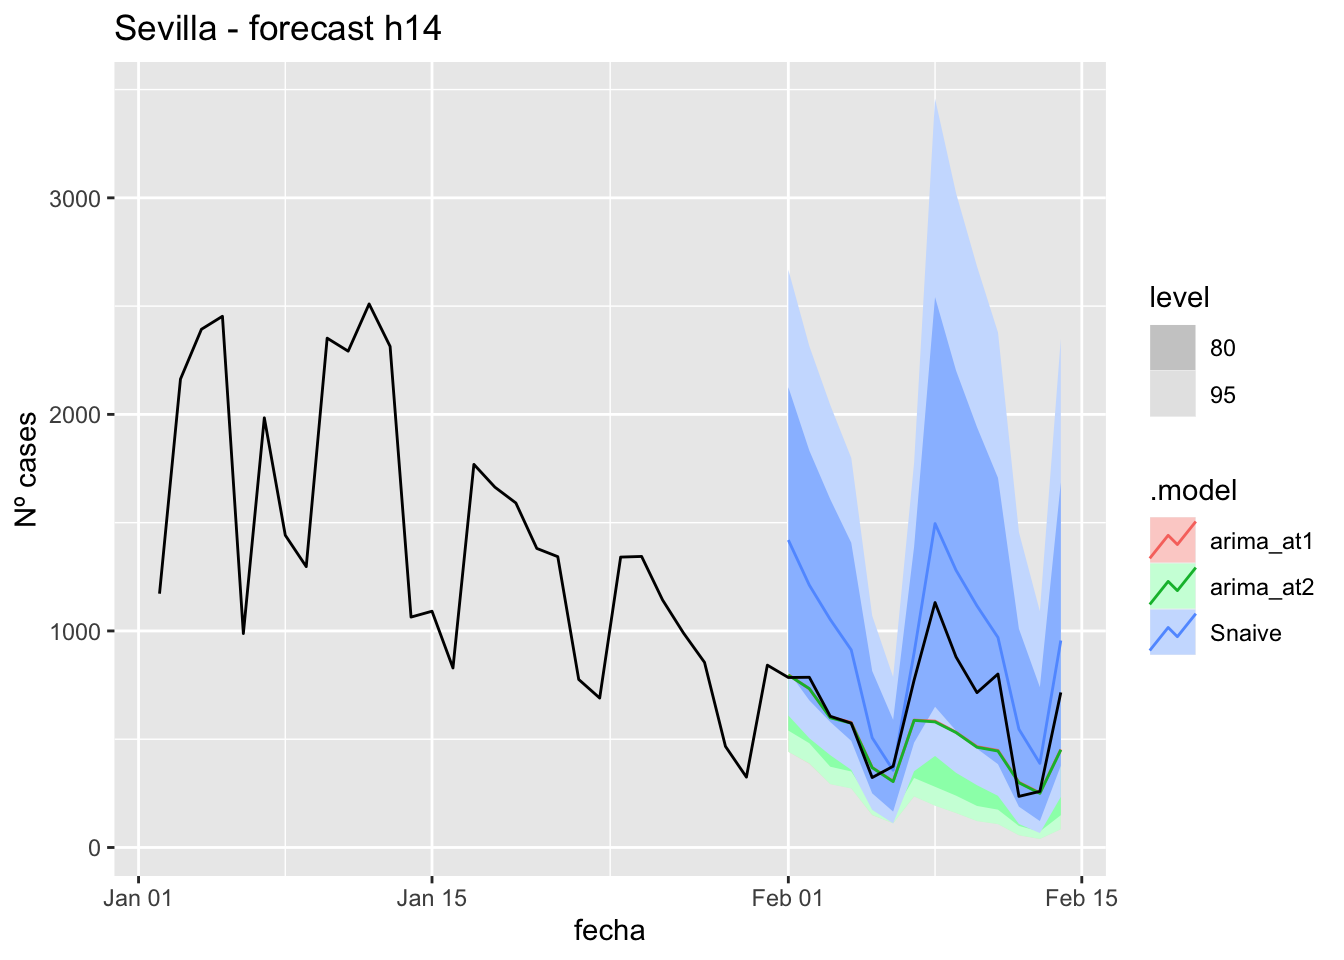 Sevilla - forecast h14
Nº cases
3000
2000
1000
0
Jan 01
Jan 15
Feb 01
Feb 15
fecha
level
80
95
.model
arima_at1
arima_at2
Snaive